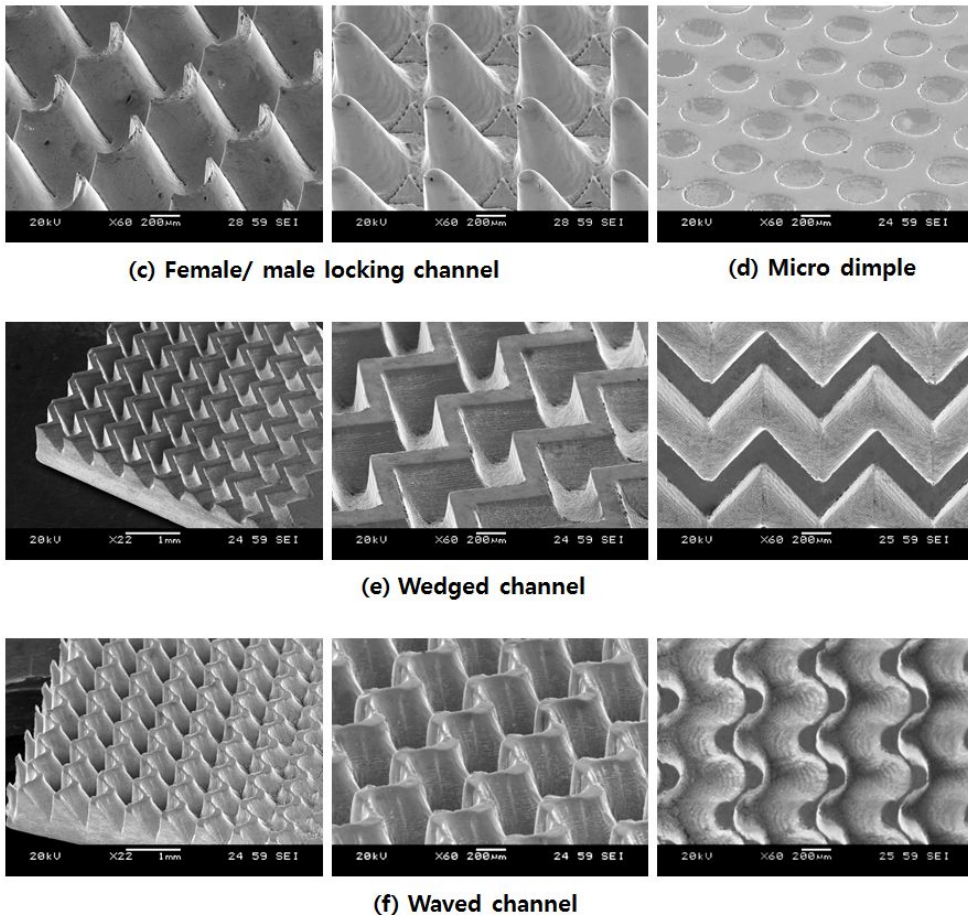 20kV X60 200µm 28 59 SEI
20kV X60 200µm 28 59 SEI
20kV X60 200µm 24 59 SEI
(c) Female/ male locking channel
(d) Micro dimple
20kV X22 1mm 24 59 SEI
20kV X60 200µm 24 59 SEI
20kV X60 200µm 25 59 SEI
(e) Wedged channel
20kV X22 1mm 24 59 SEI
20kV X60 200µm 24 59 SEI
20kV X60 200µm 25 59 SEI
(f) Waved channel